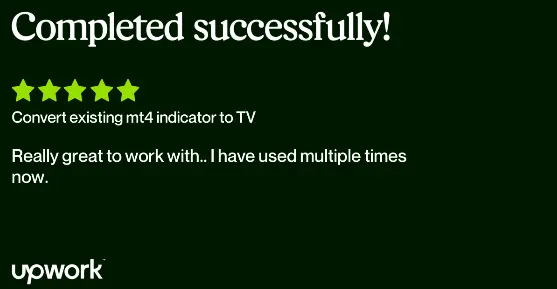 Completed successfully!
Convert existing mt4 indicator to TV
Really great to work with.. I have used multiple times
now.
upwork